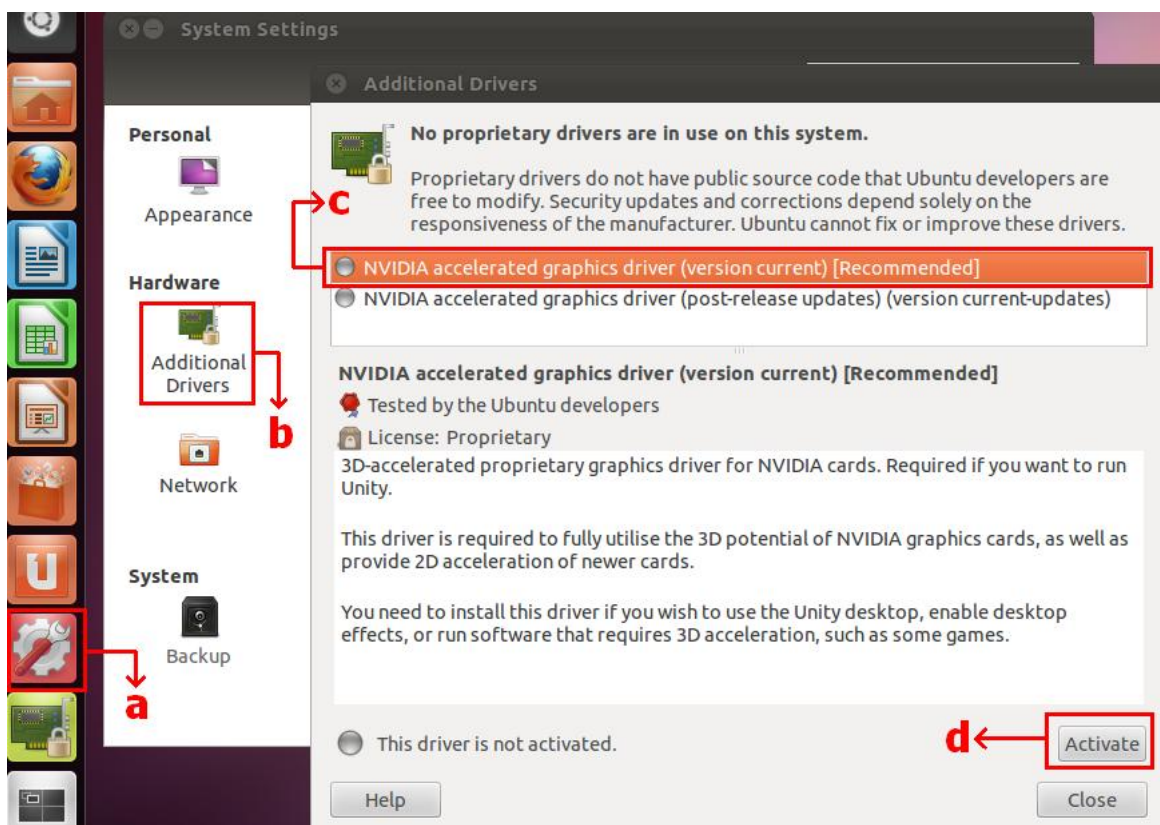 System Settings
Additional Drivers
Personal
Appearance
Hardware
Additional
Drivers
b
Network
System
Backup
a
No proprietary drivers are in use on this system.
Proprietary drivers do not have public source code that Ubuntu developers are
free to modify. Security updates and corrections depend solely on the
responsiveness of the manufacturer. Ubuntu cannot fix or improve these drivers.
c
NVIDIA accelerated graphics driver (version current) [Recommended]
NVIDIA accelerated graphics driver (post-release updates) (version current-updates)
NVIDIA accelerated graphics driver (version current) [Recommended]
Tested by the Ubuntu developers
License: Proprietary
3D-accelerated proprietary graphics driver for NVIDIA cards. Required if you want to run
Unity.
This driver is required to fully utilise the 3D potential of NVIDIA graphics cards, as well as
provide 2D acceleration of newer cards.
You need to install this driver if you wish to use the Unity desktop, enable desktop
effects, or run software that requires 3D acceleration, such as some games.
This driver is not activated.
d
Activate
Help
Close